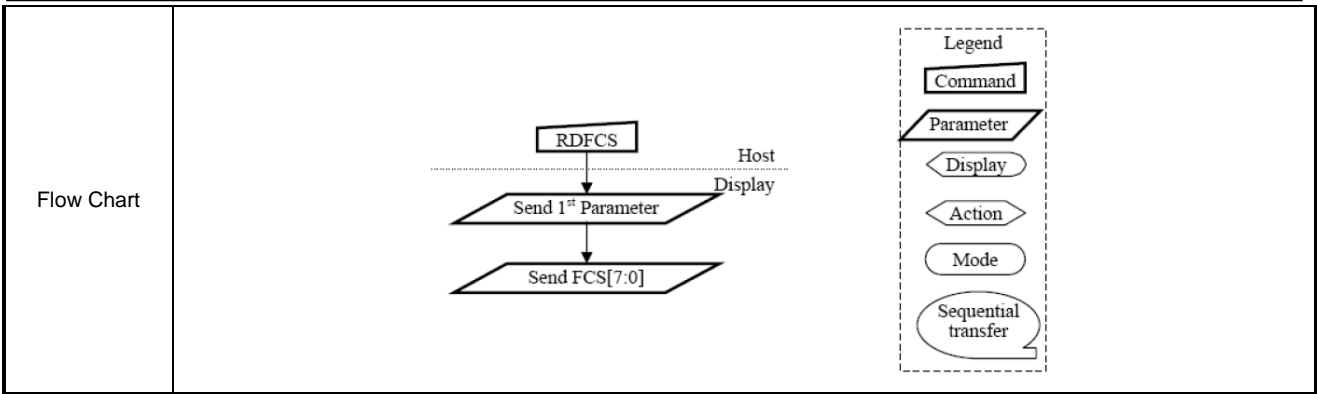 Flow Chart
RDFCS
Host
Display
Send 1st Parameter
Send FCS[7:0]
Legend
Command
Parameter
Display
Action
Mode
Sequential
transfer